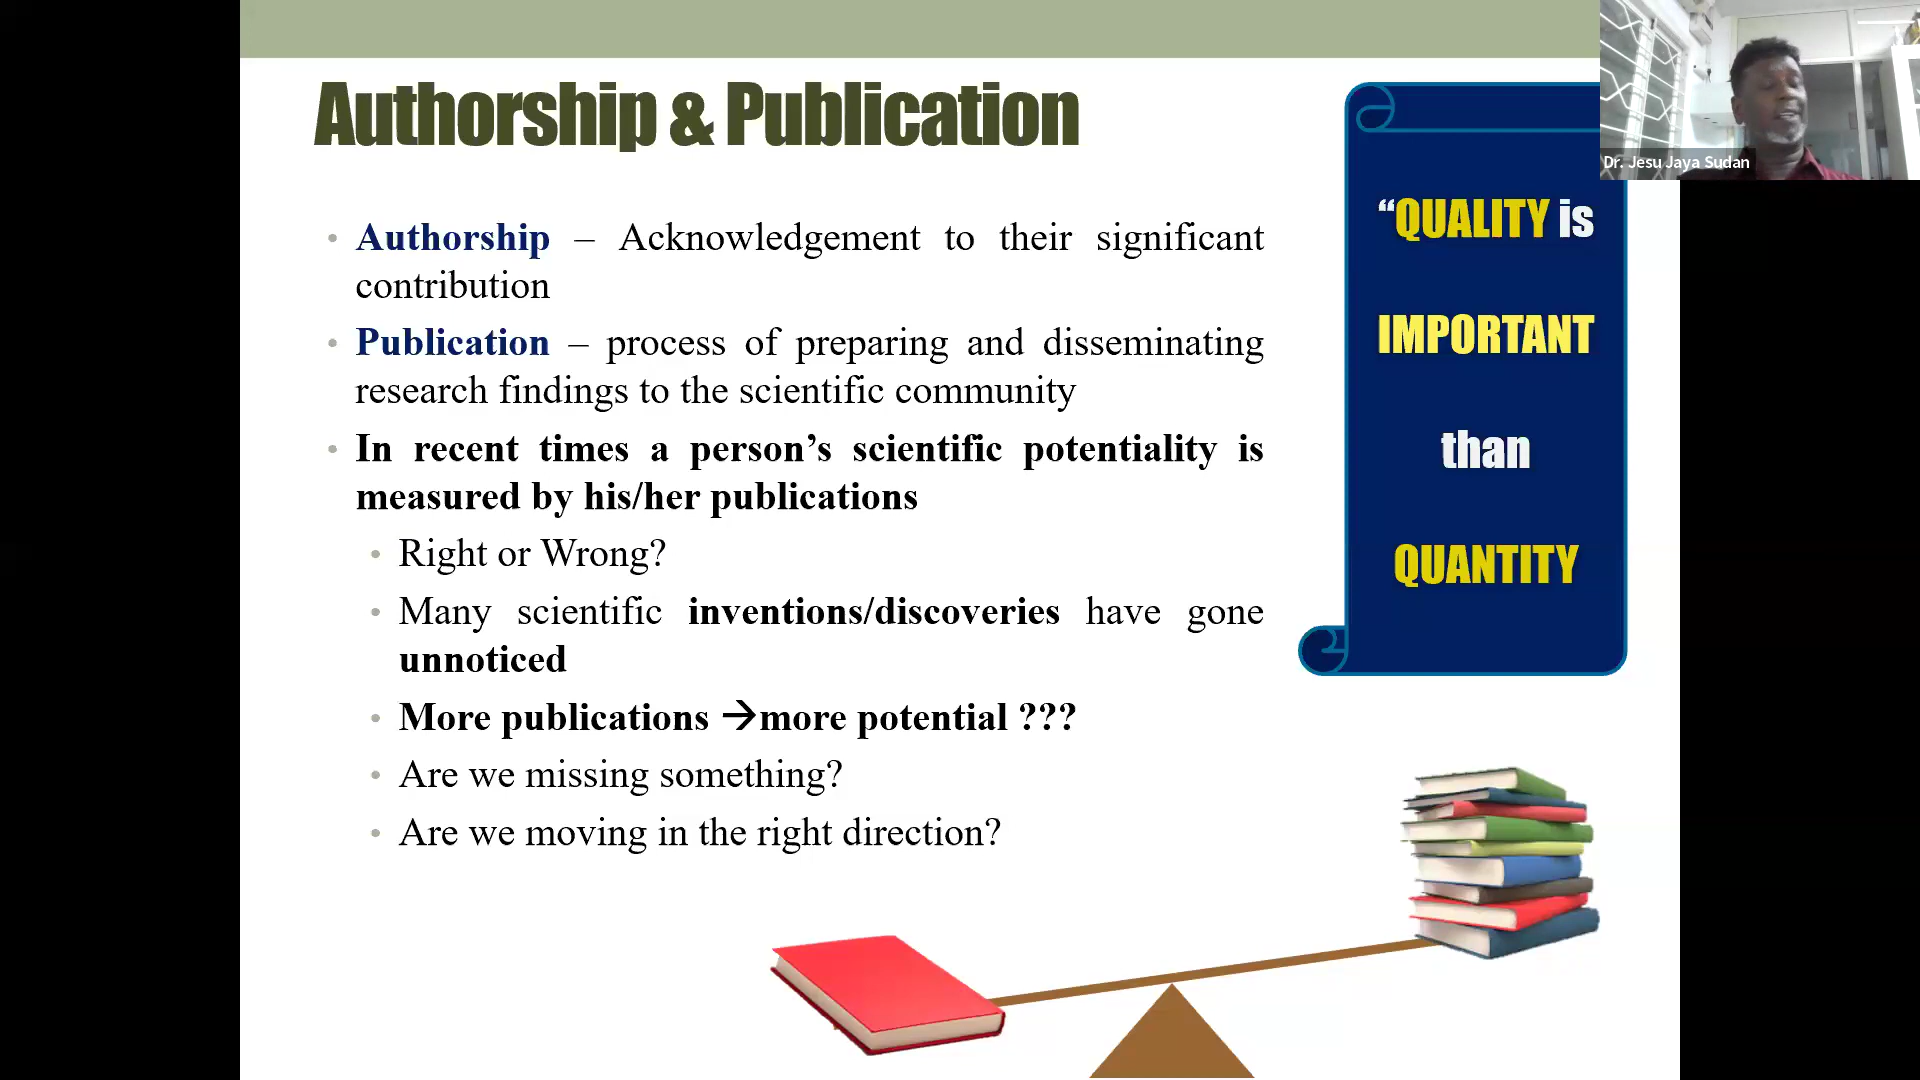 Authorship & Publication
• Authorship – Acknowledgement to their significant
contribution
• Publication – process of preparing and disseminating
research findings to the scientific community
• In recent times a person’s scientific potentiality is
measured by his/her publications
• Right or Wrong?
• Many scientific inventions/discoveries have gone
unnoticed
• More publications →more potential ???
• Are we missing something?
• Are we moving in the right direction?
“QUALITY is
IMPORTANT
than
QUANTITY
Dr. Jesu Jaya Sudan